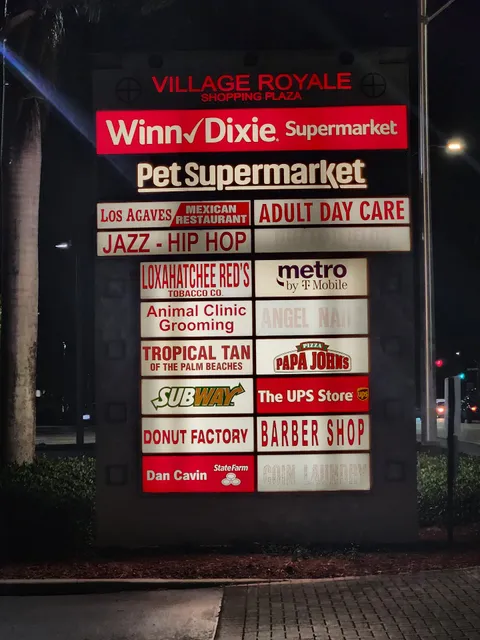 VILLAGE ROYALE
SHOPPING PLAZA
Winn✓Dixie Supermarket
Pet Supermarket
LOS AGAVES MEXICAN RESTAURANT
ADULT DAY CARE
JAZZ - HIP HOP
LOXAHATCHEE RED'S
TOBACCO CO.
metro
by T Mobile
Animal Clinic
Grooming
ANGEL NAIL
TROPICAL TAN
OF THE PALM BEACHES
PIZZA
PAPA JOHNS
SUBWAY
The UPS Store ups
DONUT FACTORY
BARBER SHOP
Dan Cavin StateFarm
COIN LAUNDRY